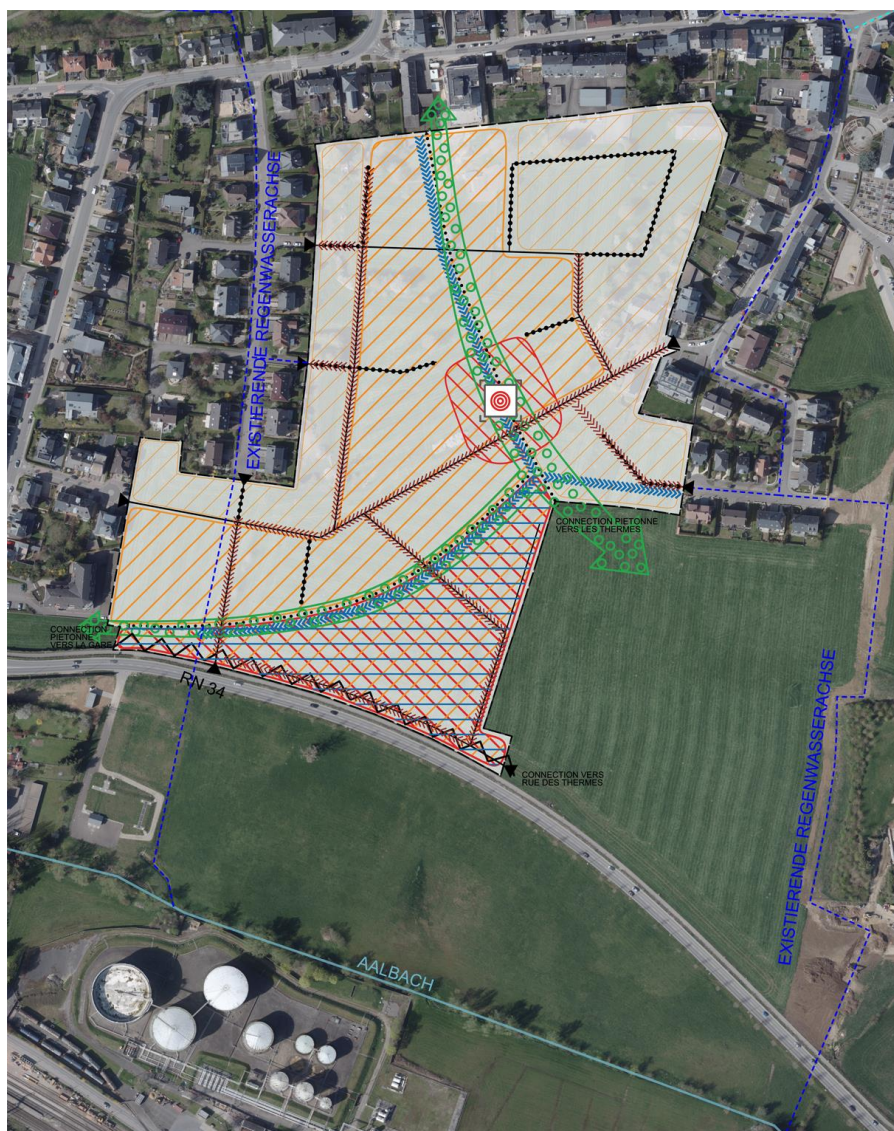 EXISTIERENDE REGENWASSERACHSE
CONNECTION PIETONNE
VERS LES THERMES
CONNECTION
PIETONNE
VERS LA GARE
RN 34
CONNECTION VERS
RUE DES THERMES
EXISTIERENDE REGENWASSERACHSE
AALBACH